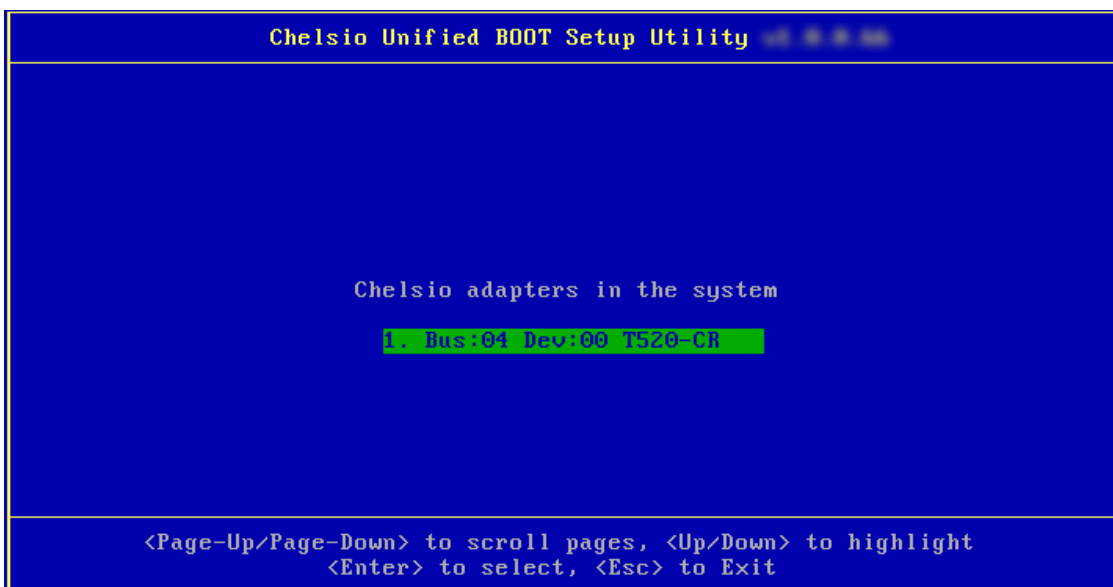 Chelsio Unified BOOT Setup Utility
Chelsio adapters in the system
1. Bus:04 Dev:00 T520-CR
<Page-Up/Page-Down> to scroll pages, <Up/Down> to highlight
<Enter> to select, <Esc> to Exit